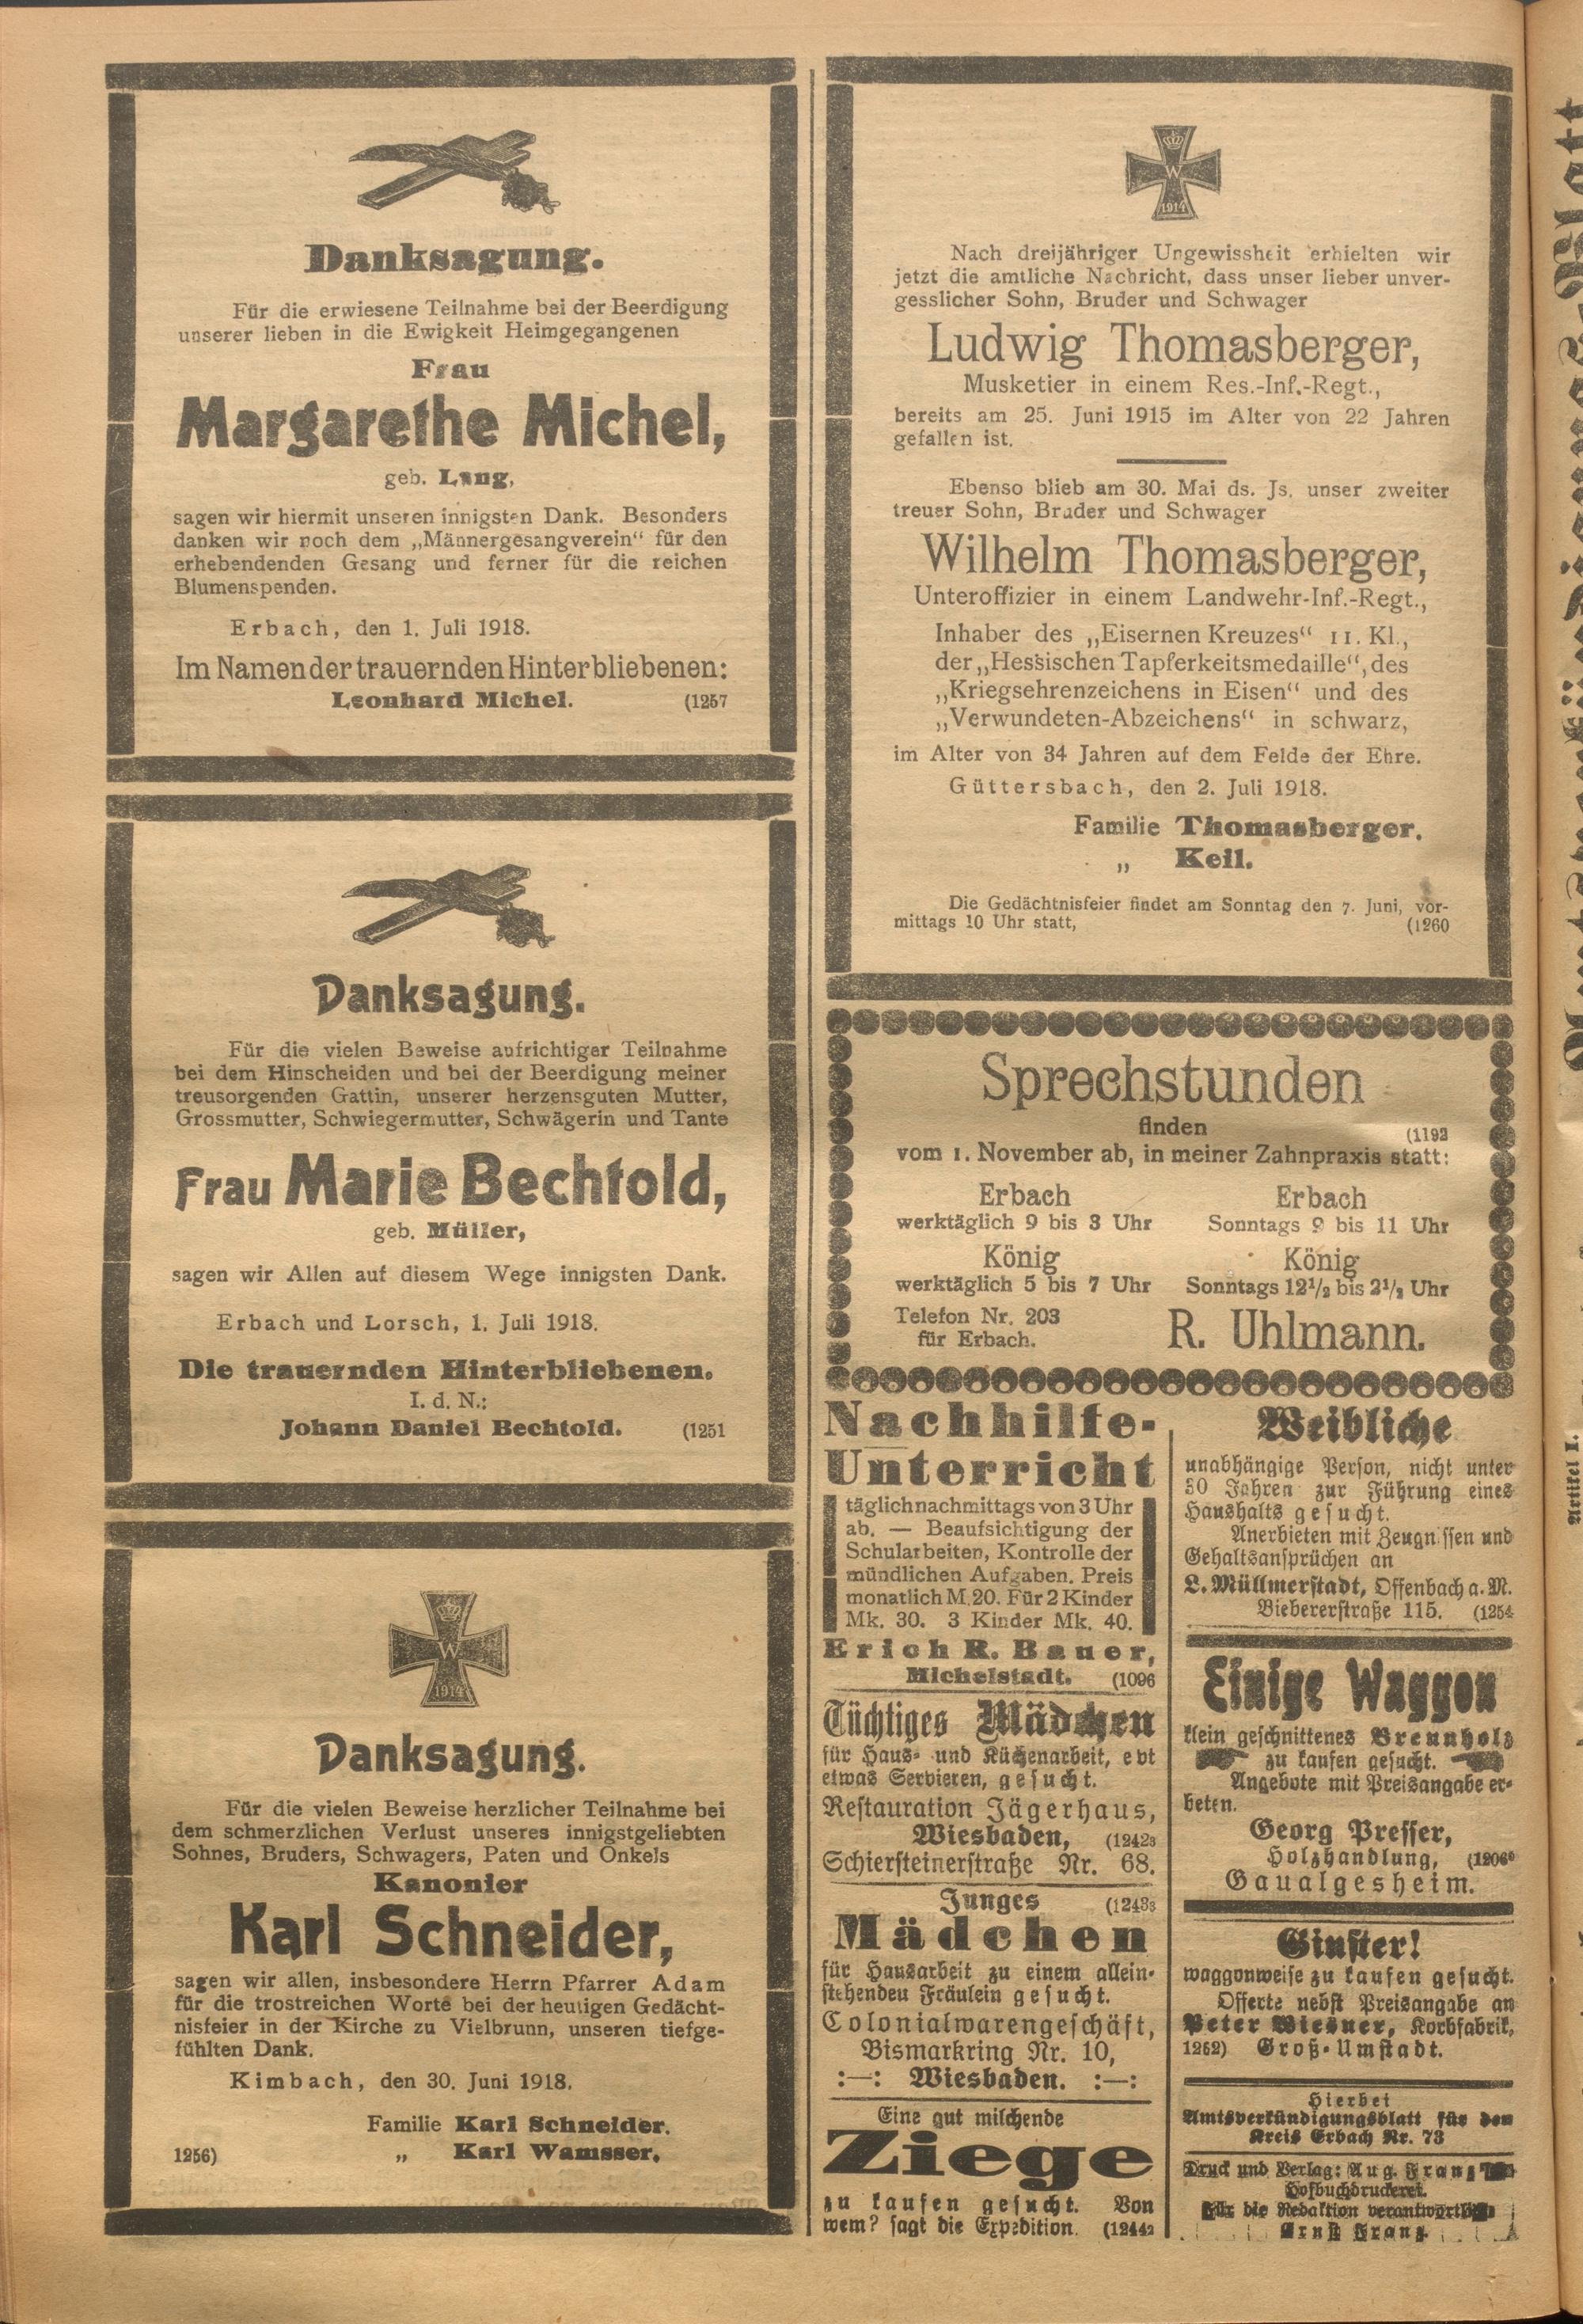 Danksagung.
Für die erwiesene Teilnahme bei der Beerdigung
unserer lieben in die Ewigkeit Heimgegangenen
Frau
Margarethe Michel,
geb. Lang,
sagen wir hiermit unseren innigsten Dank. Besonders
danken wir noch dem „Männergesangverein“ für den
erhebendenden Gesang und ferner für die reichen
Blumenspenden.
Erbach, den 1. Juli 1918.
Im Namen der trauernden Hinterbliebenen:
Leonhard Michel. (1257
Danksagung.
Für die vielen Beweise aufrichtiger Teilnahme
bei dem Hinscheiden und bei der Beerdigung meiner
treusorgenden Gattin, unserer herzensguten Mutter,
Grossmutter, Schwiegermutter, Schwägerin und Tante
Frau Marie Bechtold,
geb. Müller,
sagen wir Allen auf diesem Wege innigsten Dank.
Erbach und Lorsch, 1. Juli 1918.
Die trauernden Hinterbliebenen.
I. d. N.:
Johann Daniel Bechtold. (1251
W
1914
Danksagung.
Für die vielen Beweise herzlicher Teilnahme bei
dem schmerzlichen Verlust unseres innigstgeliebten
Sohnes, Bruders, Schwagers, Paten und Onkels
Kanonier
Karl Schneider,
sagen wir allen, insbesondere Herrn Pfarrer Adam
für die trostreichen Worte bei der heutigen Gedächt-
nisfeier in der Kirche zu Vielbrunn, unseren tiefge-
fühlten Dank.
Kimbach, den 30. Juni 1918.
Familie Karl Schneider.
1256) „ Karl Wamsser.
W
1914
Nach dreijähriger Ungewissheit erhielten wir
jetzt die amtliche Nachricht, dass unser lieber unver-
gesslicher Sohn, Bruder und Schwager
Ludwig Thomasberger,
Musketier in einem Res.-Inf.-Regt.,
bereits am 25. Juni 1915 im Alter von 22 Jahren
gefallen ist.
Ebenso blieb am 30. Mai ds. Js. unser zweiter
treuer Sohn, Bruder und Schwager
Wilhelm Thomasberger,
Unteroffizier in einem Landwehr-Inf.-Regt.,
Inhaber des „Eisernen Kreuzes“ II. Kl.,
der „Hessischen Tapferkeitsmedaille“, des
„Kriegsehrenzeichens in Eisen“ und des
„Verwundeten-Abzeichens“ in schwarz,
im Alter von 34 Jahren auf dem Felde der Ehre.
Güttersbach, den 2. Juli 1918.
Familie Thomasberger.
„ Keil.
Die Gedächtnisfeier findet am Sonntag den 7. Juni, vor-
mittags 10 Uhr statt, (1260
Sprechstunden
finden (1192
vom 1. November ab, in meiner Zahnpraxis statt:
Erbach Erbach
werktäglich 9 bis 3 Uhr Sonntags 9 bis 11 Uhr
König König
werktäglich 5 bis 7 Uhr Sonntags 12½ bis 2½ Uhr
Telefon Nr. 203
für Erbach.
R. Uhlmann.
Nachhilfe-
Unterricht
täglich nachmittags von 3 Uhr
ab. — Beaufsichtigung der
Schularbeiten, Kontrolle der
mündlichen Aufgaben. Preis
monatlich M. 20. Für 2 Kinder
Mk. 30. 3 Kinder Mk. 40.
Erich R. Bauer,
Michelstadt. (1096
Tüchtiges Mädchen
für Haus- und Küchenarbeit, evt
etwas Servieren, gesucht.
Restauration Jägerhaus,
Wiesbaden, (1242a
Schiersteinerstraße Nr. 68.
Junges (1243a
Mädchen
für Hausarbeit zu einem allein-
stehenden Fräulein gesucht.
Colonialwarengeschäft,
Bismarkring Nr. 10,
:—: Wiesbaden. :—:
Eine gut milchende
Ziege
zu kaufen gesucht. Von
wem? sagt die Expedition. (1244a
Weibliche
unabhängige Person, nicht unter
30 Jahren zur Führung eines
Haushalts gesucht.
Anerbieten mit Zeugnissen und
Gehaltsansprüchen an
L. Müllmerstadt, Offenbach a. M.
Biebererstraße 115. (1254
Einige Waggon
klein geschnittenes Brennholz
zu kaufen gesucht.
Angebote mit Preisangabe er-
beten.
Georg Presser,
Holzhandlung, (1206
Gaualgesheim.
Ginster!
waggonweise zu kaufen gesucht.
Offerte nebst Preisangabe an
Peter Wiesner, Korbfabrik,
1252) Groß-Umstadt.
Hierbei
Amtsverkündigungsblatt für den
Kreis Erbach Nr. 73
Druck und Verlag: Aug. Franz
Hofbuchdruckerei.
Für die Redaktion verantwortlich
Ernst Franz.
Artikel I.